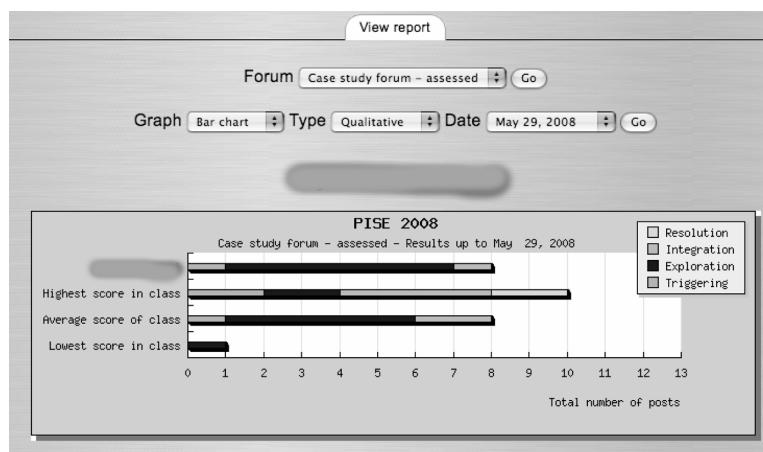 View report
Forum Case study forum – assessed Go
Graph Bar chart Type Qualitative Date May 29, 2008 Go
PISE 2008
Case study forum – assessed – Results up to May 29, 2008
Resolution
Integration
Exploration
Triggering
Highest score in class
Average score of class
Lowest score in class
0 1 2 3 4 5 6 7 8 9 10 11 12 13
Total number of posts